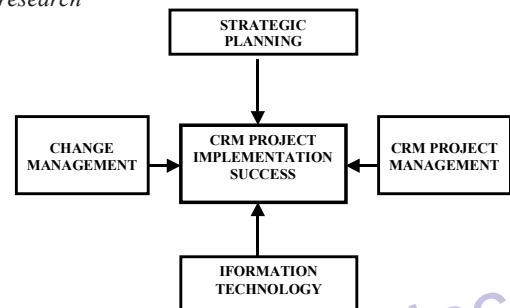 research
STRATEGIC
PLANNING
CHANGE
MANAGEMENT
CRM PROJECT
IMPLEMENTATION
SUCCESS
CRM PROJECT
MANAGEMENT
IFORMATION
TECHNOLOGY